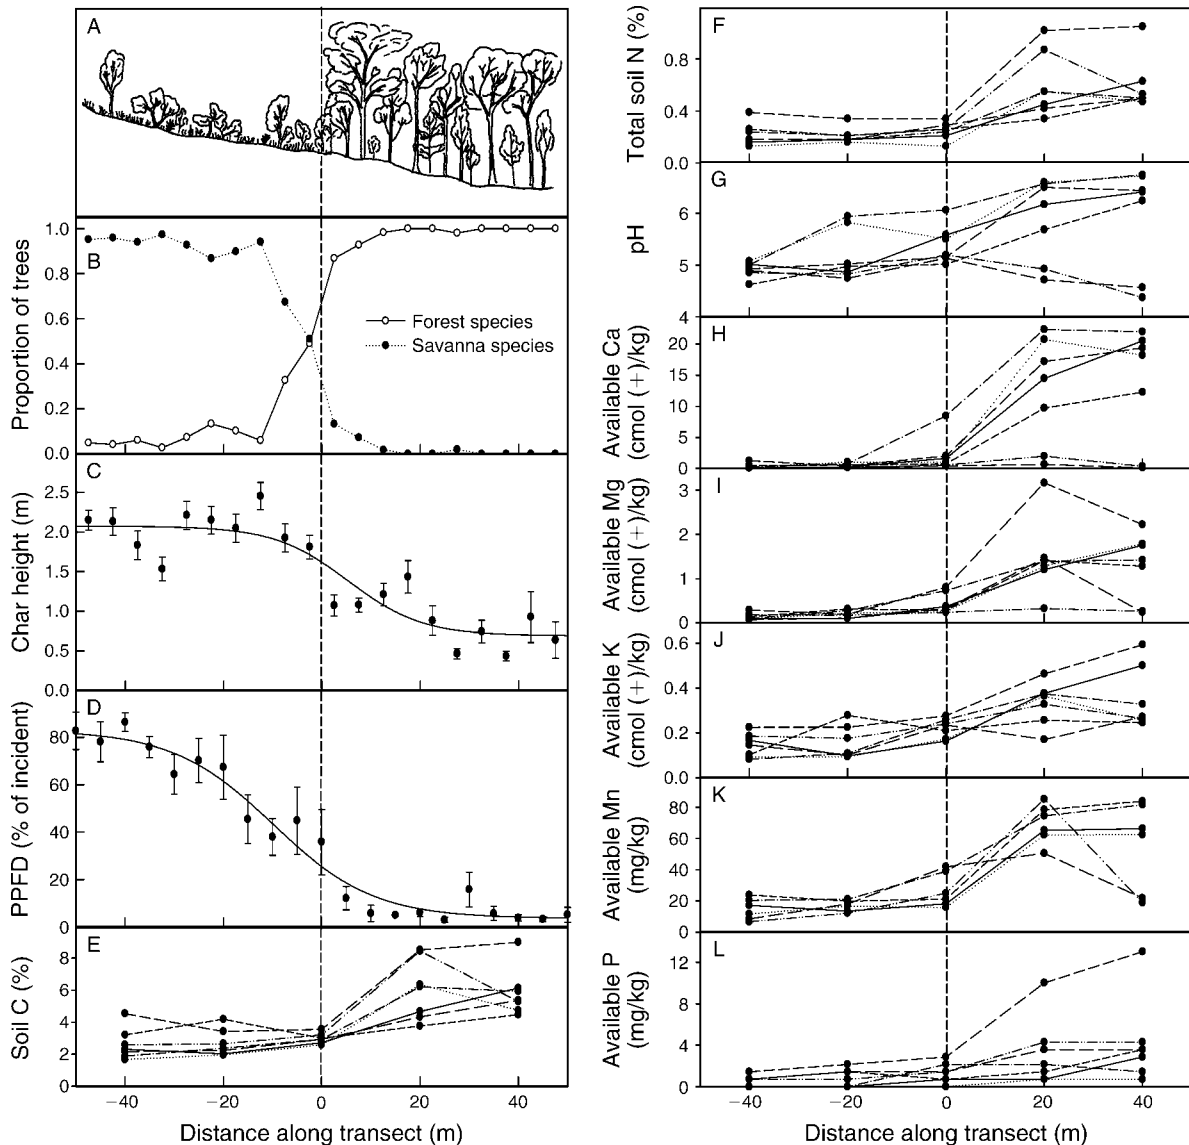 A
B
1.0
0.8
0.6
0.4
0.2
0.0
Proportion of trees
Forest species
Savanna species
C
2.5
2.0
1.5
1.0
0.5
0.0
Char height (m)
D
80
60
40
20
0
PPFD (% of incident)
E
8
6
4
2
0
Soil C (%)
−40
−20
0
20
40
Distance along transect (m)
F
0.8
0.4
0.0
Total soil N (%)
G
6
5
4
pH
H
20
15
10
5
0
Available Ca
(cmol (+)/kg)
I
3
2
1
0
Available Mg
(cmol (+)/kg)
J
0.6
0.4
0.2
0.0
Available K
(cmol (+)/kg)
K
80
60
40
20
0
Available Mn
(mg/kg)
L
12
8
4
0
Available P
(mg/kg)
−40
−20
0
20
40
Distance along transect (m)